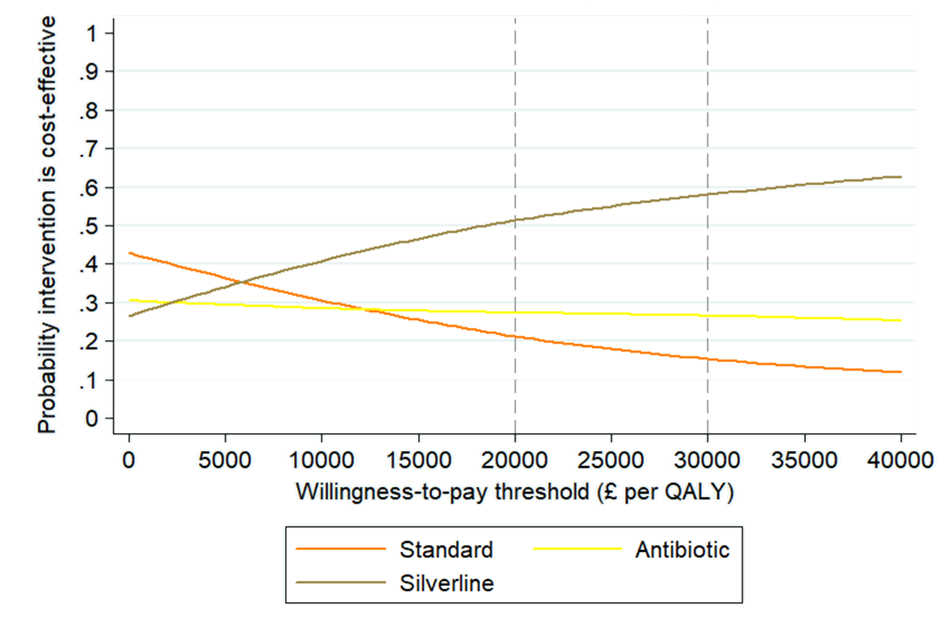 Probability intervention is cost-effective
1
.9
.8
.7
.6
.5
.4
.3
.2
.1
0
0 5000 10000 15000 20000 25000 30000 35000 40000
Willingness-to-pay threshold (£ per QALY)
Standard Antibiotic
Silverline